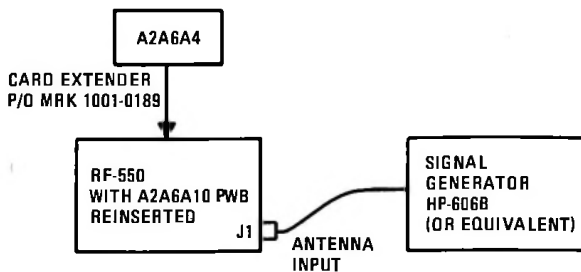 A2A6A4
CARD EXTENDER
P/O MRK 1001-0189
RF-550
WITH A2A6A10 PWB
REINSERTED
J1
ANTENNA
INPUT
SIGNAL
GENERATOR
HP-606B
(OR EQUIVALENT)